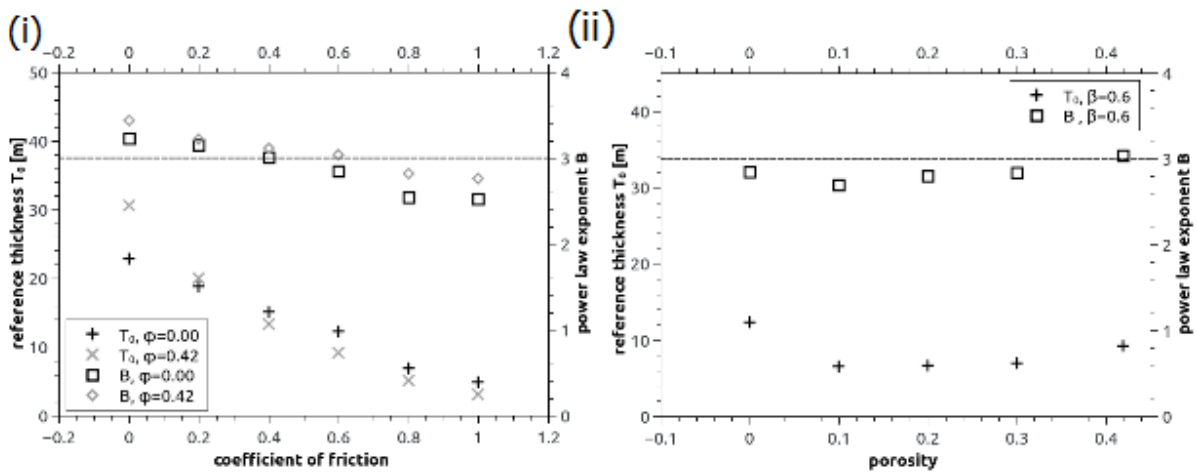 (i)
−0.2 0 0.2 0.4 0.6 0.8 1 1.2
50
40
30
20
10
0
reference thickness T₀ [m]
4
3
2
1
0
power law exponent B
T₀, φ=0.00
T₀, φ=0.42
B, φ=0.00
B, φ=0.42
−0.2 0 0.2 0.4 0.6 0.8 1 1.2
coefficient of friction
(ii)
−0.1 0 0.1 0.2 0.3 0.4
40
30
20
10
0
reference thickness T₀ [m]
T₀, β=0.6
B , β=0.6
4
3
2
1
0
power law exponent B
−0.1 0 0.1 0.2 0.3 0.4
porosity